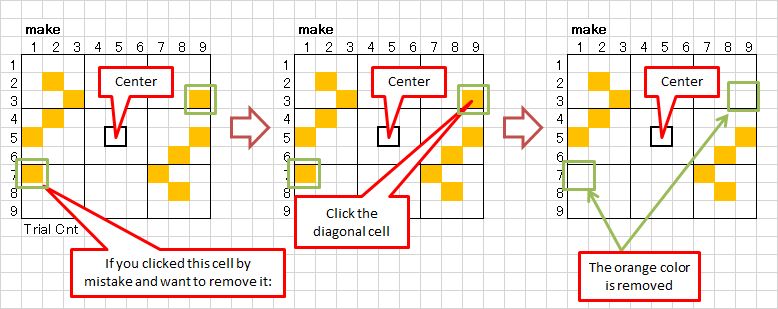 make
1 2 3 4 5 6 7 8 9
1
2
3
4
5
6
7
8
9
Center
Trial Cnt
If you clicked this cell by
mistake and want to remove it:
make
1 2 3 4 5 6 7 8 9
1
2
3
4
5
6
7
8
9
Center
Click the
diagonal cell
make
1 2 3 4 5 6 7 8 9
1
2
3
4
5
6
7
8
9
Center
The orange color
is removed